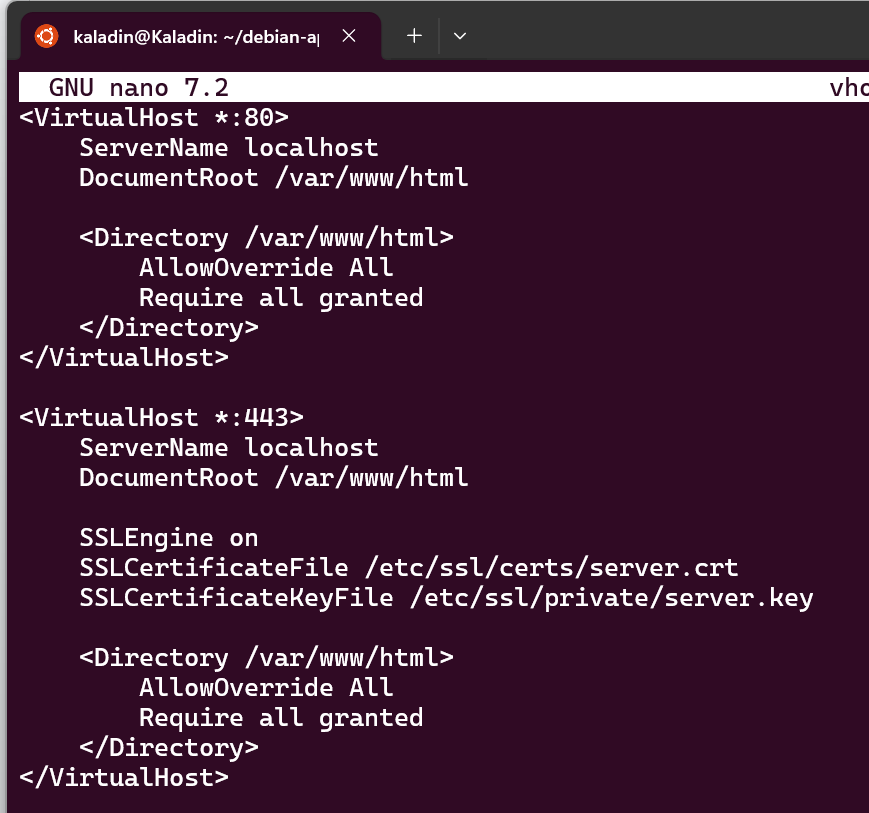 kaladin@Kaladin: ~/debian-a
GNU nano 7.2 vho
<VirtualHost *:80>
    ServerName localhost
    DocumentRoot /var/www/html
    <Directory /var/www/html>
        AllowOverride All
        Require all granted
    </Directory>
</VirtualHost>
<VirtualHost *:443>
    ServerName localhost
    DocumentRoot /var/www/html
    SSLEngine on
    SSLCertificateFile /etc/ssl/certs/server.crt
    SSLCertificateKeyFile /etc/ssl/private/server.key
    <Directory /var/www/html>
        AllowOverride All
        Require all granted
    </Directory>
</VirtualHost>